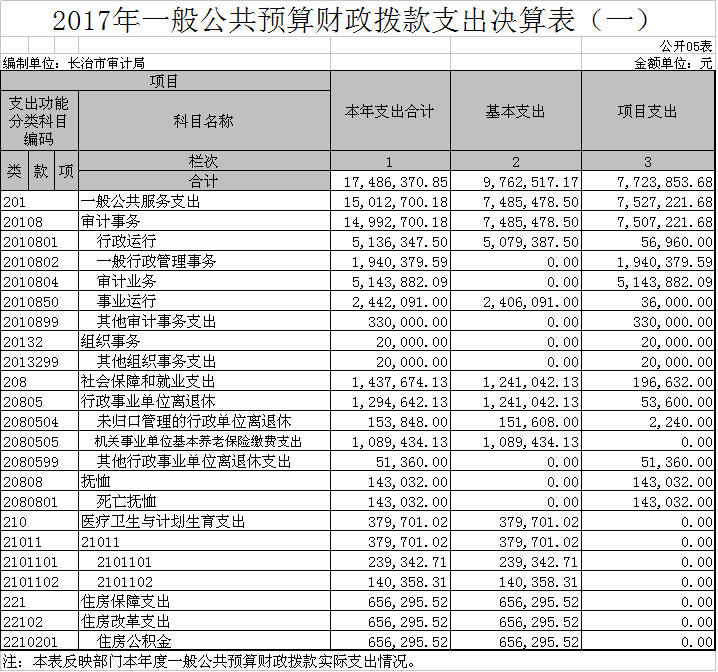 2017年一般公共预算财政拨款支出决算表（一）
公开05表
编制单位：长治市审计局 金额单位：元
项目 本年支出合计 基本支出 项目支出
支出功能分类科目编码 科目名称
类 款 项 栏次 1 2 3
合计 17,486,370.85 9,762,517.17 7,723,853.68
201 一般公共服务支出 15,012,700.18 7,485,478.50 7,527,221.68
20108 审计事务 14,992,700.18 7,485,478.50 7,507,221.68
2010801 行政运行 5,136,347.50 5,079,387.50 56,960.00
2010802 一般行政管理事务 1,940,379.59 0.00 1,940,379.59
2010804 审计业务 5,143,882.09 0.00 5,143,882.09
2010850 事业运行 2,442,091.00 2,406,091.00 36,000.00
2010899 其他审计事务支出 330,000.00 0.00 330,000.00
20132 组织事务 20,000.00 0.00 20,000.00
2013299 其他组织事务支出 20,000.00 0.00 20,000.00
208 社会保障和就业支出 1,437,674.13 1,241,042.13 196,632.00
20805 行政事业单位离退休 1,294,642.13 1,241,042.13 53,600.00
2080504 未归口管理的行政单位离退休 153,848.00 151,608.00 2,240.00
2080505 机关事业单位基本养老保险缴费支出 1,089,434.13 1,089,434.13 0.00
2080599 其他行政事业单位离退休支出 51,360.00 0.00 51,360.00
20808 抚恤 143,032.00 0.00 143,032.00
2080801 死亡抚恤 143,032.00 0.00 143,032.00
210 医疗卫生与计划生育支出 379,701.02 379,701.02 0.00
21011 21011 379,701.02 379,701.02 0.00
2101101 2101101 239,342.71 239,342.71 0.00
2101102 2101102 140,358.31 140,358.31 0.00
221 住房保障支出 656,295.52 656,295.52 0.00
22102 住房改革支出 656,295.52 656,295.52 0.00
2210201 住房公积金 656,295.52 656,295.52 0.00
注：本表反映部门本年度一般公共预算财政拨款实际支出情况。